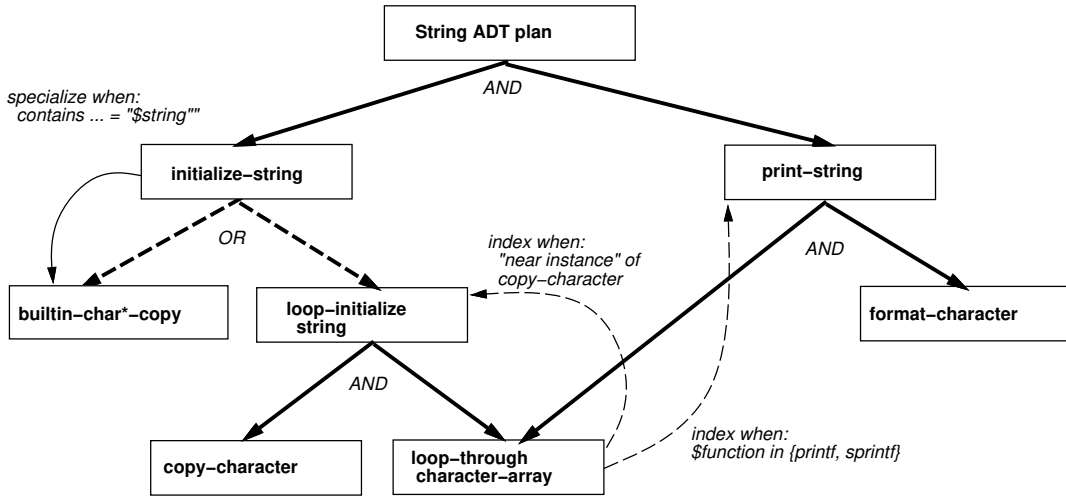 String ADT plan
AND
specialize when:
contains ... = "$string""
initialize–string
print–string
OR
index when:
"near instance" of
copy–character
AND
builtin–char*–copy
loop–initialize
string
format–character
AND
copy–character
loop–through
character–array
index when:
$function in {printf, sprintf}